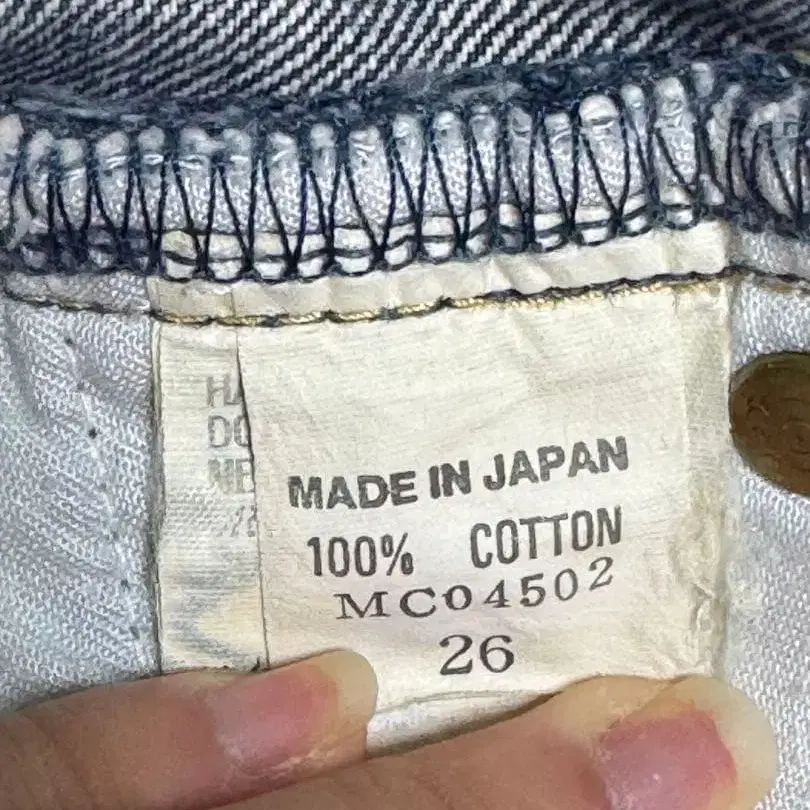 MADE IN JAPAN
100% COTTON
MC04502
26